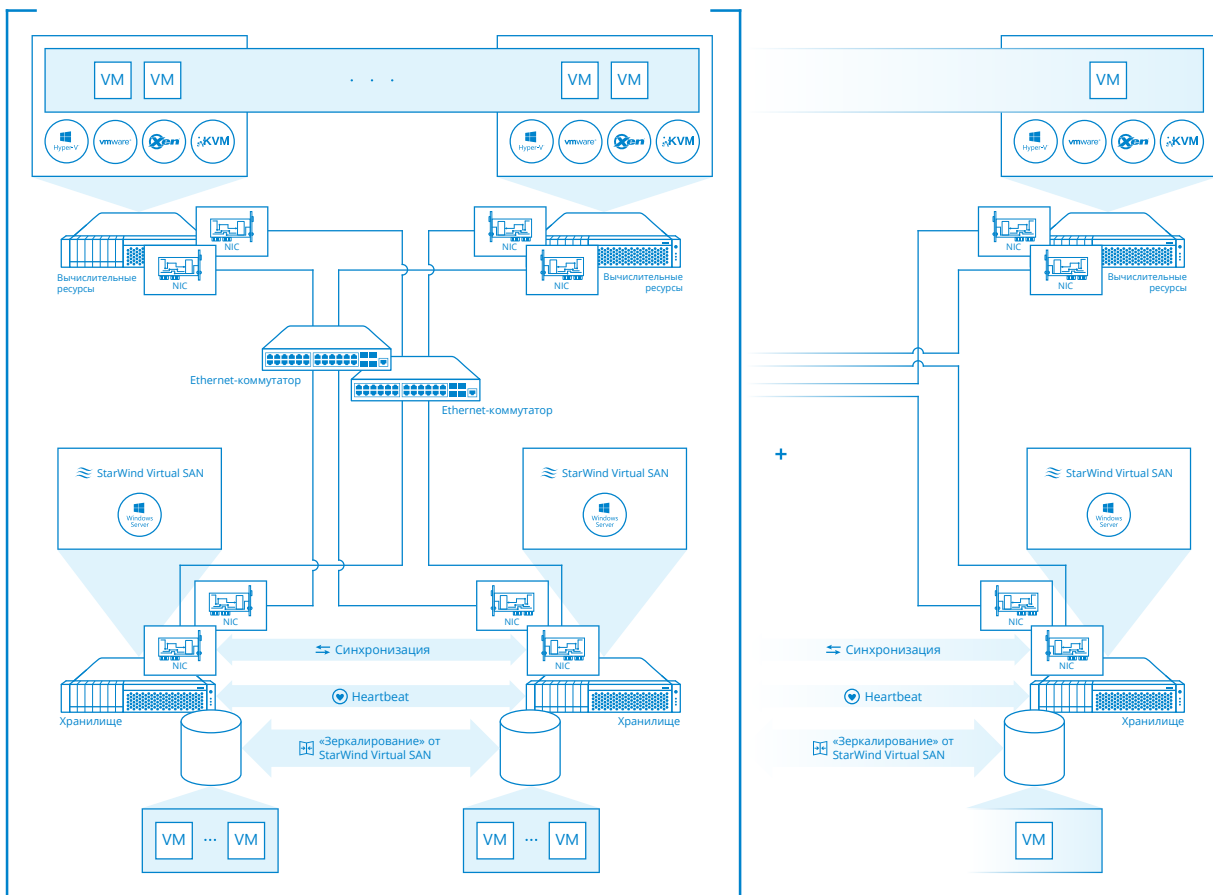 VM VM . . . VM VM VM
Hyper-V vmware Xen KVM Hyper-V vmware Xen KVM Hyper-V vmware Xen KVM
NIC NIC NIC
NIC NIC NIC
Вычислительные
ресурсы
Вычислительные
ресурсы
Вычислительные
ресурсы
Ethernet-коммутатор
Ethernet-коммутатор
+
StarWind Virtual SAN StarWind Virtual SAN StarWind Virtual SAN
Windows
Server
Windows
Server
Windows
Server
NIC NIC NIC
NIC NIC NIC
Синхронизация Синхронизация
Heartbeat Heartbeat
Хранилище Хранилище Хранилище
«Зеркалирование» от
StarWind Virtual SAN
«Зеркалирование» от
StarWind Virtual SAN
VM ... VM VM ... VM VM